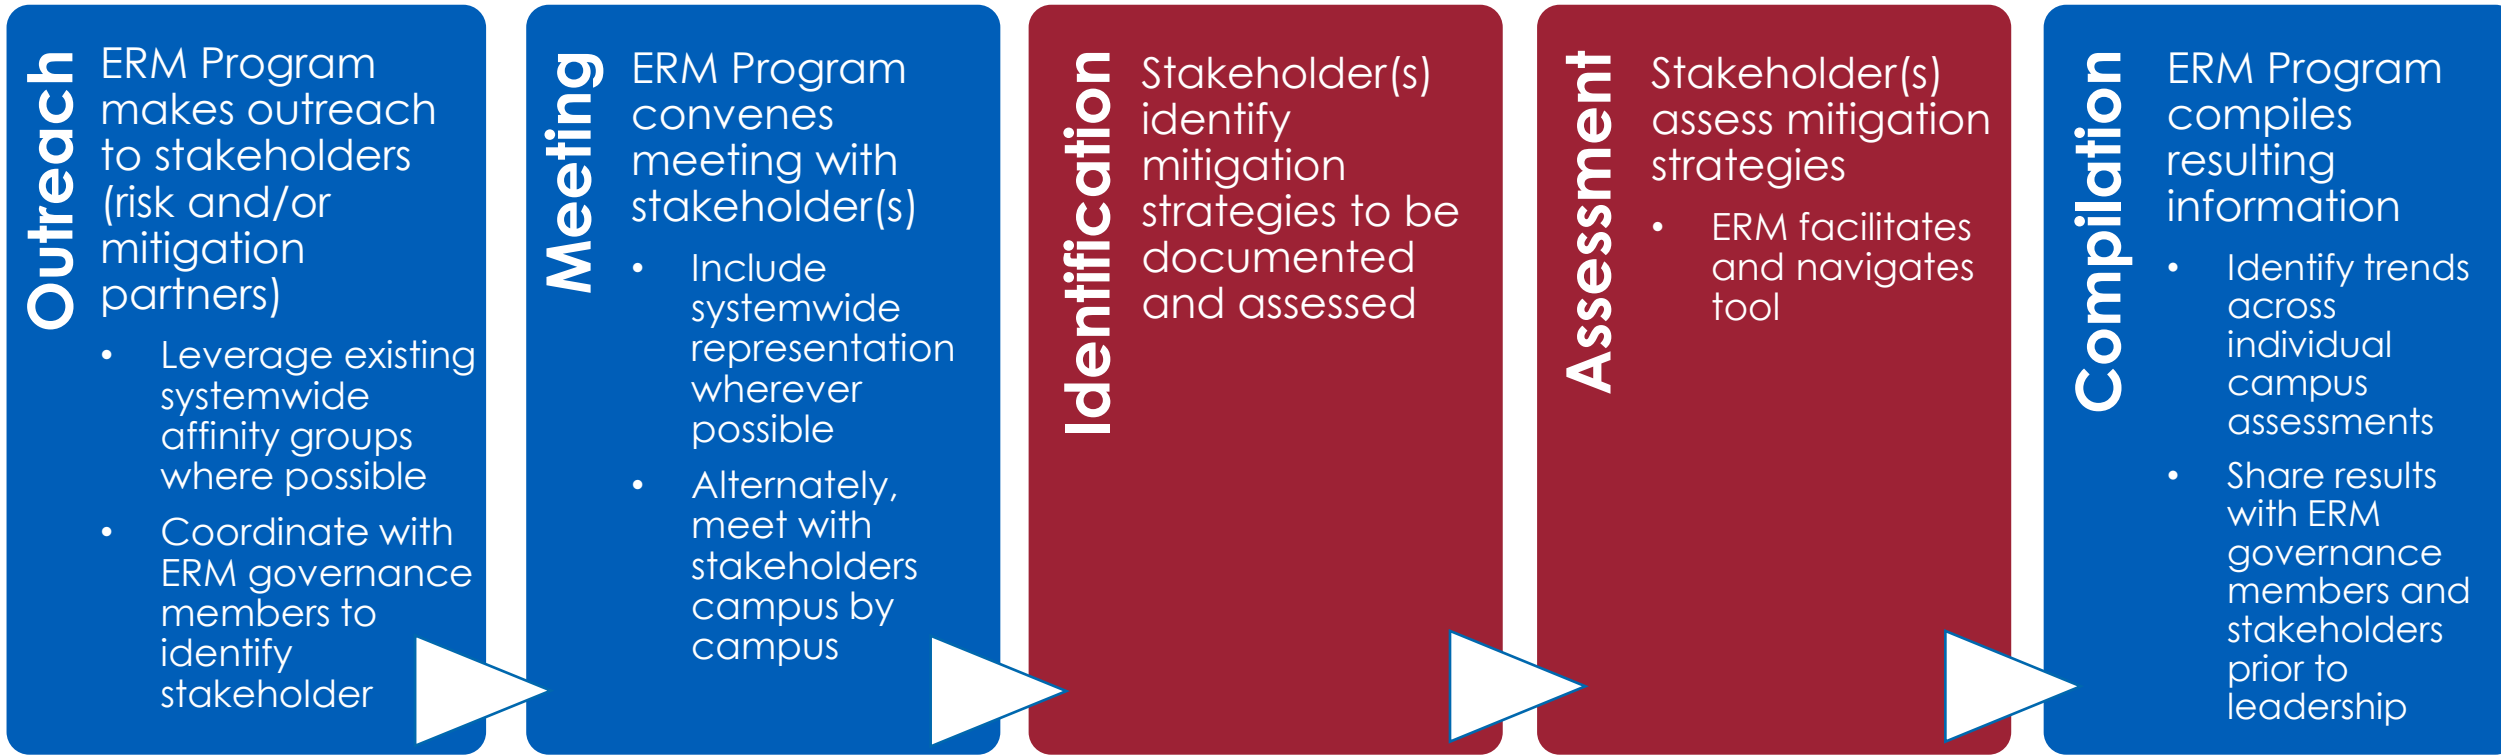 Outreach
ERM Program
makes outreach
to stakeholders
(risk and/or
mitigation
partners)
• Leverage existing
systemwide
affinity groups
where possible
• Coordinate with
ERM governance
members to
identify
stakeholder
Meeting
ERM Program
convenes
meeting with
stakeholder(s)
• Include
systemwide
representation
wherever
possible
• Alternately,
meet with
stakeholders
campus by
campus
Identification
Stakeholder(s)
identify
mitigation
strategies to be
documented
and assessed
Assessment
Stakeholder(s)
assess mitigation
strategies
• ERM facilitates
and navigates
tool
Compilation
ERM Program
compiles
resulting
information
• Identify trends
across
individual
campus
assessments
• Share results
with ERM
governance
members and
stakeholders
prior to
leadership